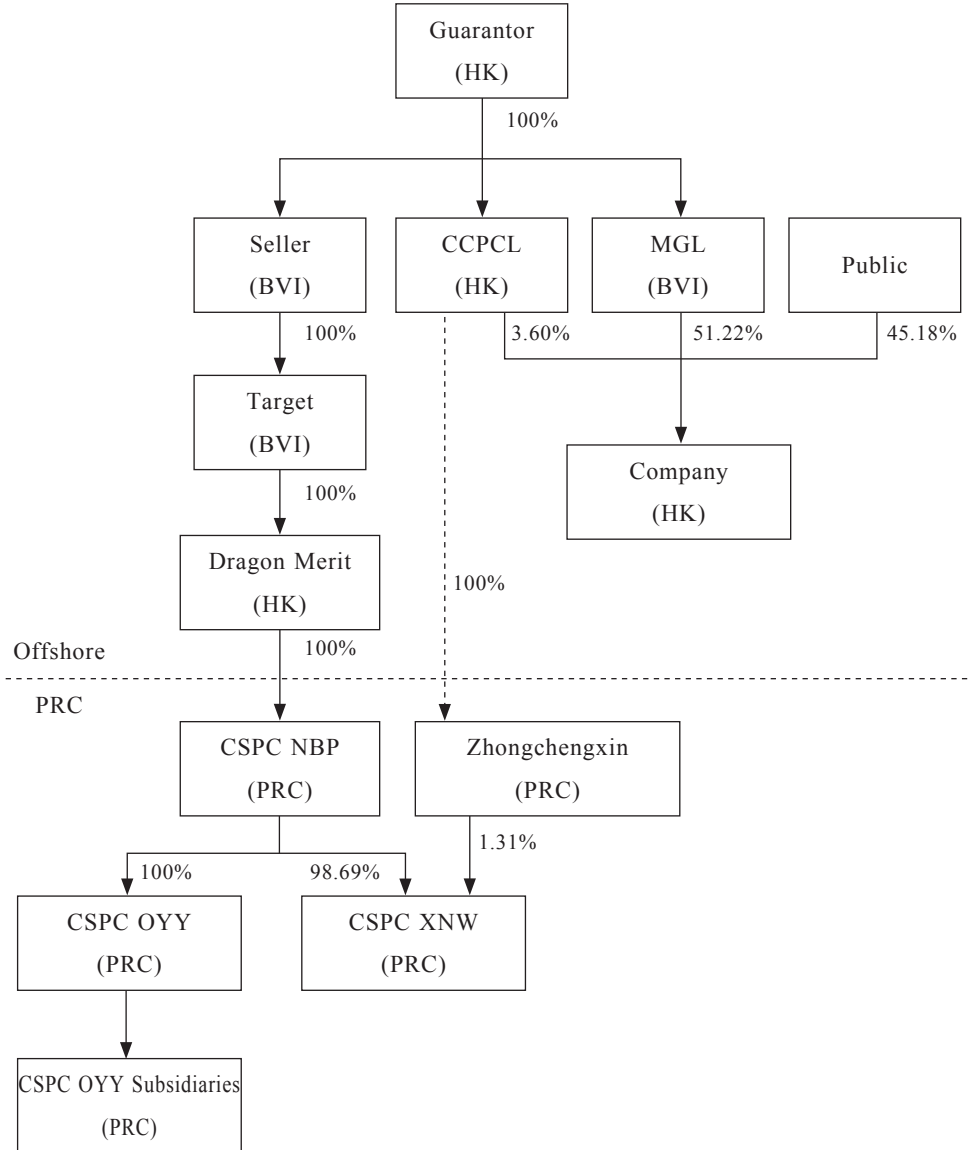 Guarantor
(HK)
100%
Seller
(BVI)
CCPCL
(HK)
MGL
(BVI)
Public
100%
3.60%
51.22%
45.18%
Target
(BVI)
100%
Company
(HK)
Dragon Merit
(HK)
100%
100%
Offshore
PRC
CSPC NBP
(PRC)
Zhongchengxin
(PRC)
100%
98.69%
1.31%
CSPC OYY
(PRC)
CSPC XNW
(PRC)
CSPC OYY Subsidiaries
(PRC)